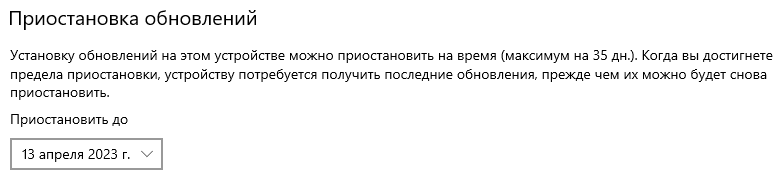 Приостановка обновлений
Установку обновлений на этом устройстве можно приостановить на время (максимум на 35 дн.). Когда вы достигнете
предела приостановки, устройству потребуется получить последние обновления, прежде чем их можно будет снова
приостановить.
Приостановить до
13 апреля 2023 г.